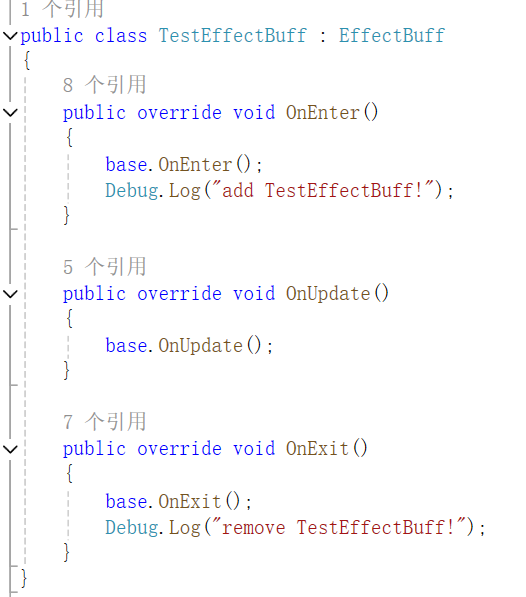 1 个引用
public class TestEffectBuff : EffectBuff
{
8 个引用
public override void OnEnter()
{
base.OnEnter();
Debug.Log("add TestEffectBuff!");
}
5 个引用
public override void OnUpdate()
{
base.OnUpdate();
}
7 个引用
public override void OnExit()
{
base.OnExit();
Debug.Log("remove TestEffectBuff!");
}
}